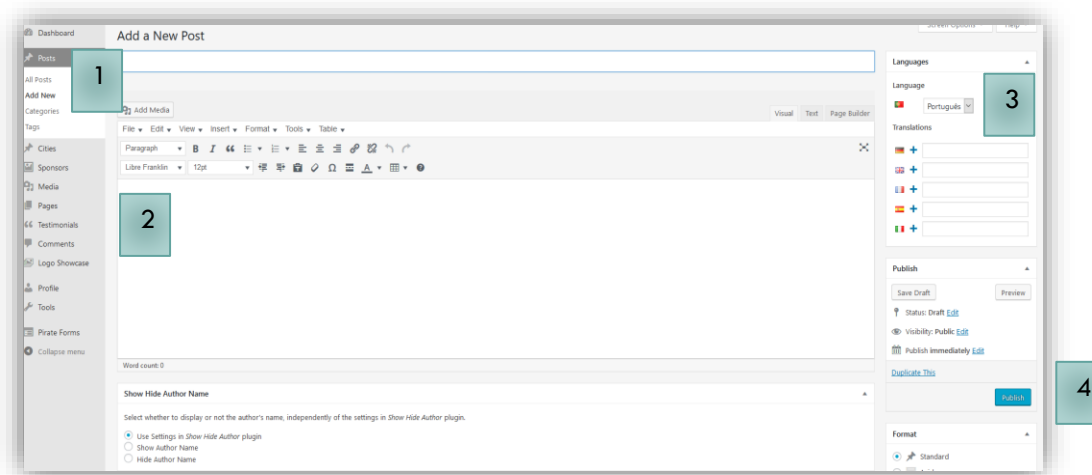 Dashboard
Posts
All Posts
Add New
Categories
Tags
Cities
Sponsors
Media
Pages
Testimonials
Comments
Logo Showcase
Profile
Tools
Pirate Forms
Collapse menu
1
Screen Options Help
Add a New Post
Add Media
Visual Text Page Builder
File Edit View Insert Format Tools Table
Paragraph
Libre Franklin 12pt
2
Word count: 0
Show Hide Author Name
Select whether to display or not the author's name, independently of the settings in Show Hide Author plugin.
Use Settings in Show Hide Author plugin
Show Author Name
Hide Author Name
Languages
Language
Português
3
Translations
Publish
Save Draft Preview
Status: Draft Edit
Visibility: Public Edit
Publish immediately Edit
Duplicate This
Publish
4
Format
Standard